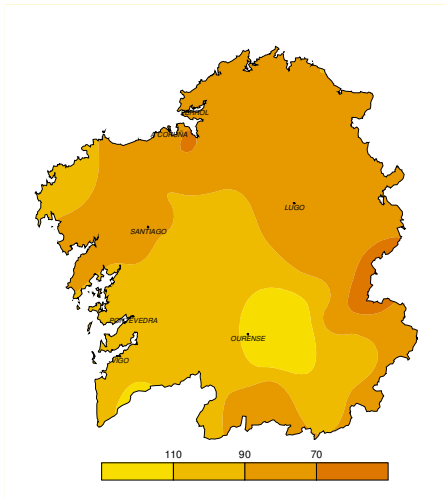 FERROL
A CORUÑA
LUGO
SANTIAGO
PONTEVEDRA
OURENSE
VIGO
110 90 70